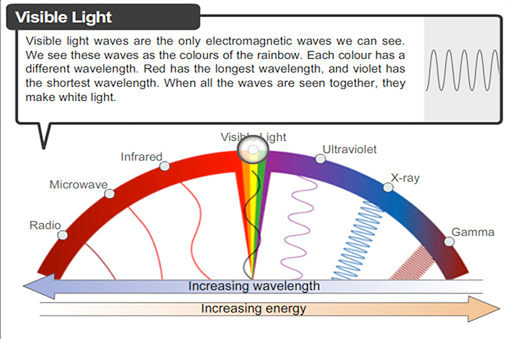 Visible Light
Visible light waves are the only electromagnetic waves we can see.
We see these waves as the colours of the rainbow. Each colour has a
different wavelength. Red has the longest wavelength, and violet has
the shortest wavelength. When all the waves are seen together, they
make white light.
Visible Light
Infrared
Ultraviolet
Microwave
X-ray
Radio
Gamma
Increasing wavelength
Increasing energy